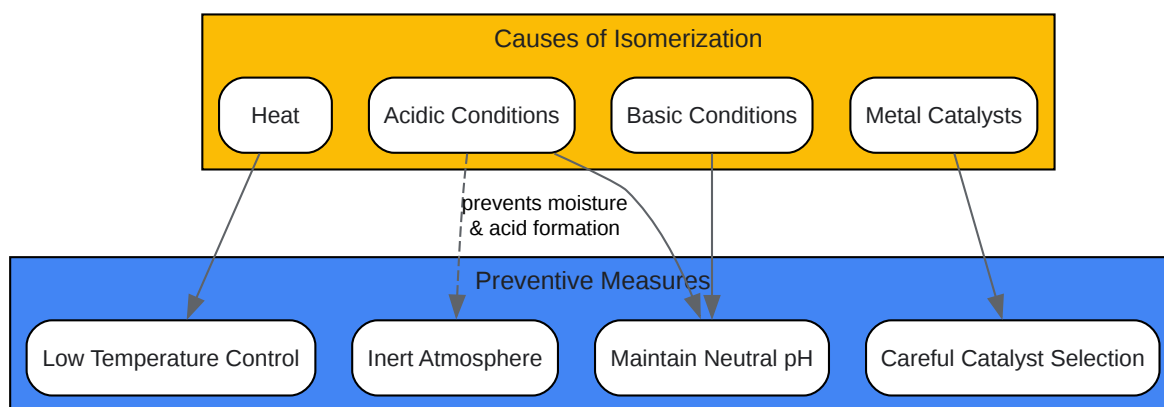 Causes of Isomerization
Heat
Acidic Conditions
Basic Conditions
Metal Catalysts
prevents moisture
& acid formation
Preventive Measures
Low Temperature Control
Inert Atmosphere
Maintain Neutral pH
Careful Catalyst Selection